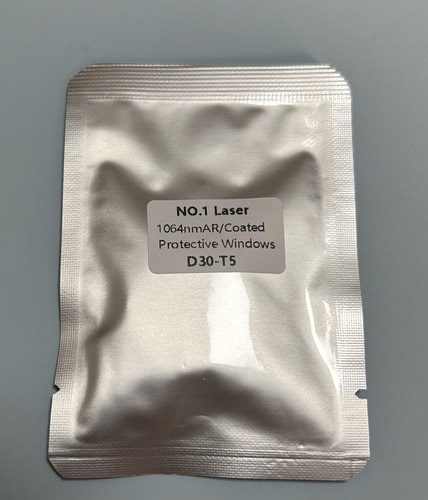 NO.1 Laser
1064nmAR/Coated
Protective Windows
D30-T5